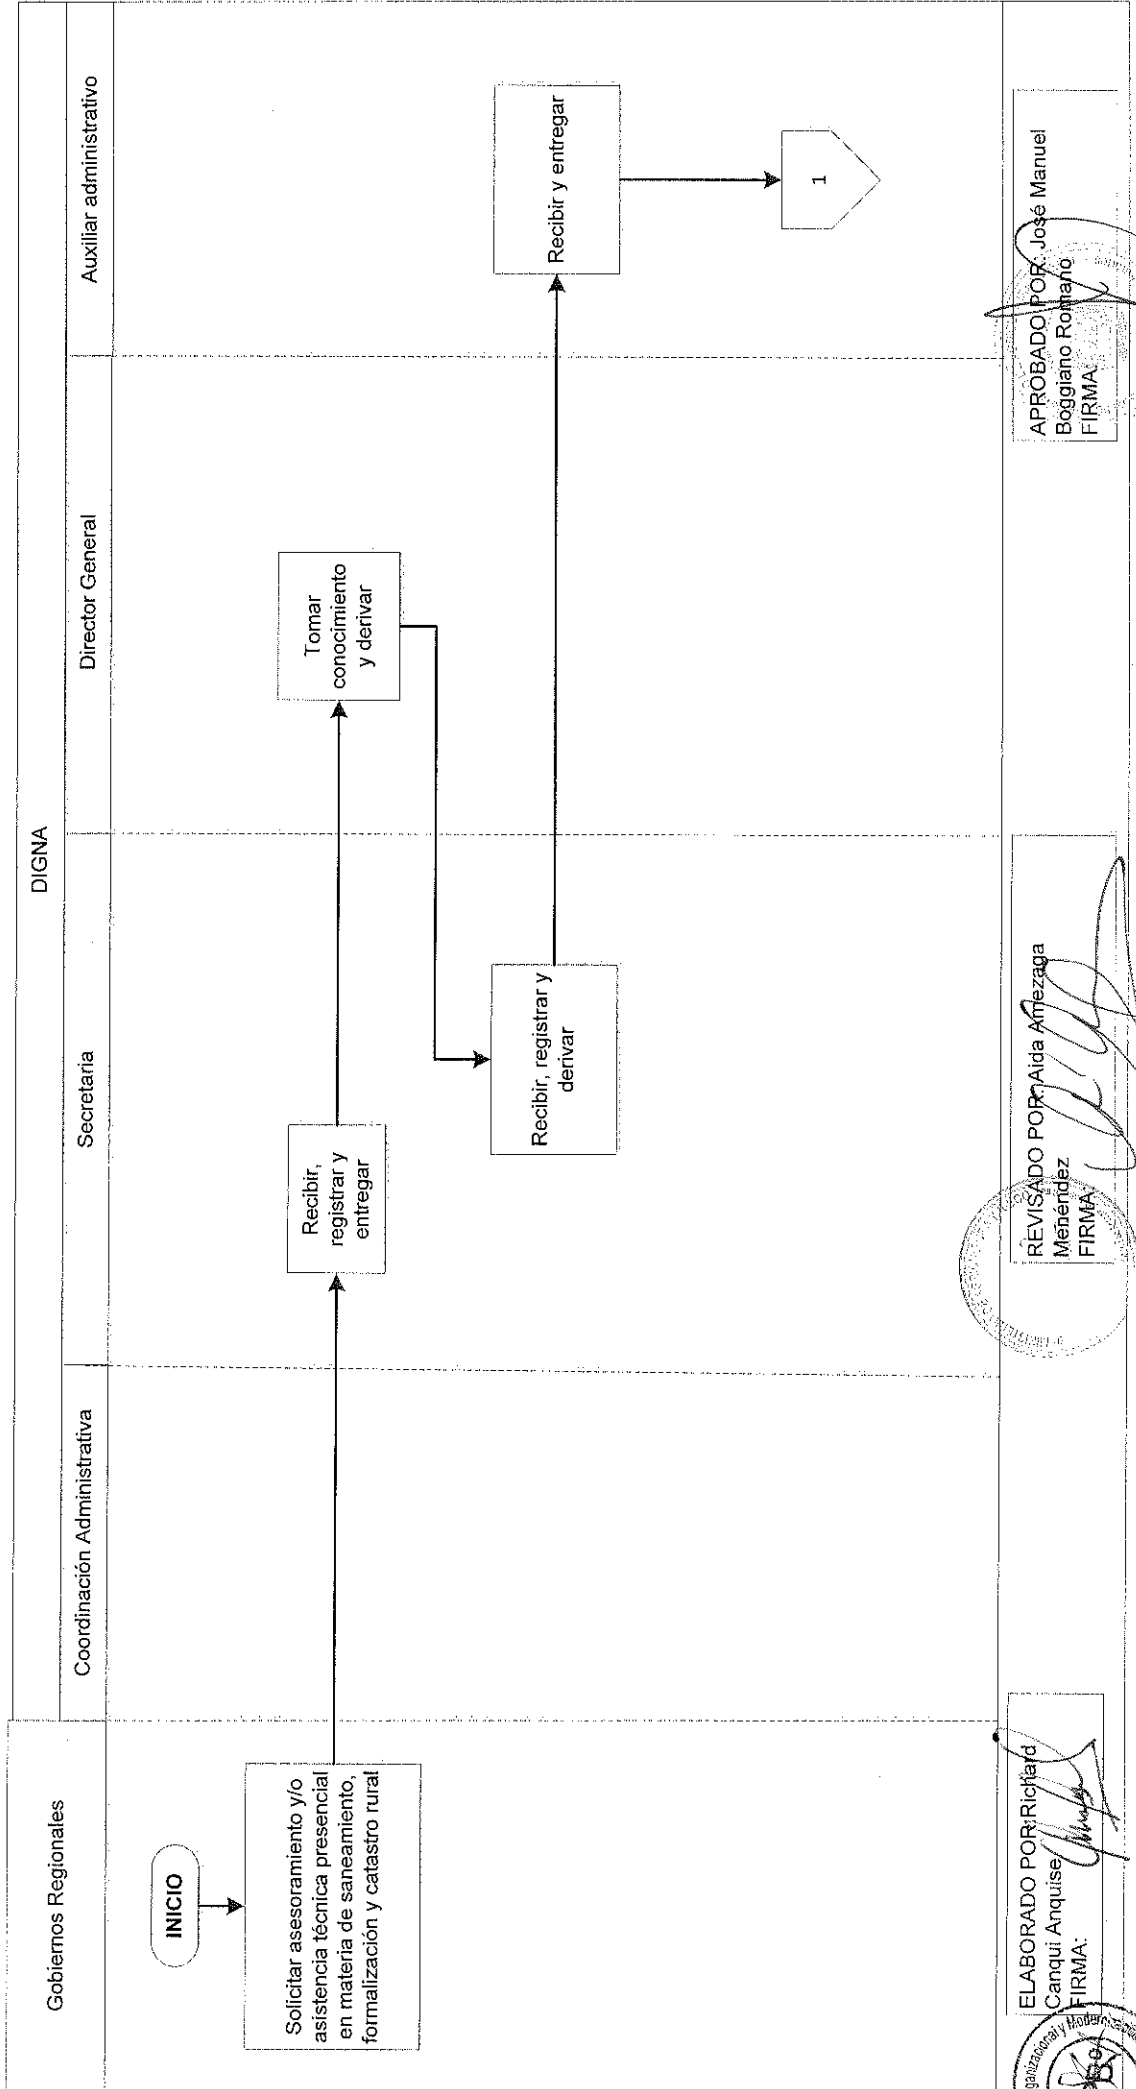 DIGNA
Gobiernos Regionales
Coordinación Administrativa
Secretaria
Director General
Auxiliar administrativo
INICIO
Solicitar asesoramiento y/o
asistencia técnica presencial
en materia de saneamiento,
formalización y catastro rural
Recibir,
registrar y
entregar
Tomar
conocimiento
y derivar
Recibir, registrar y
derivar
Recibir y entregar
1
ELABORADO POR: Richard
Canqui Anquise
FIRMA:
REVISADO POR: Aida Amezaga
Menéndez
FIRMA:
APROBADO POR: José Manuel
Boggiano Romano
FIRMA: